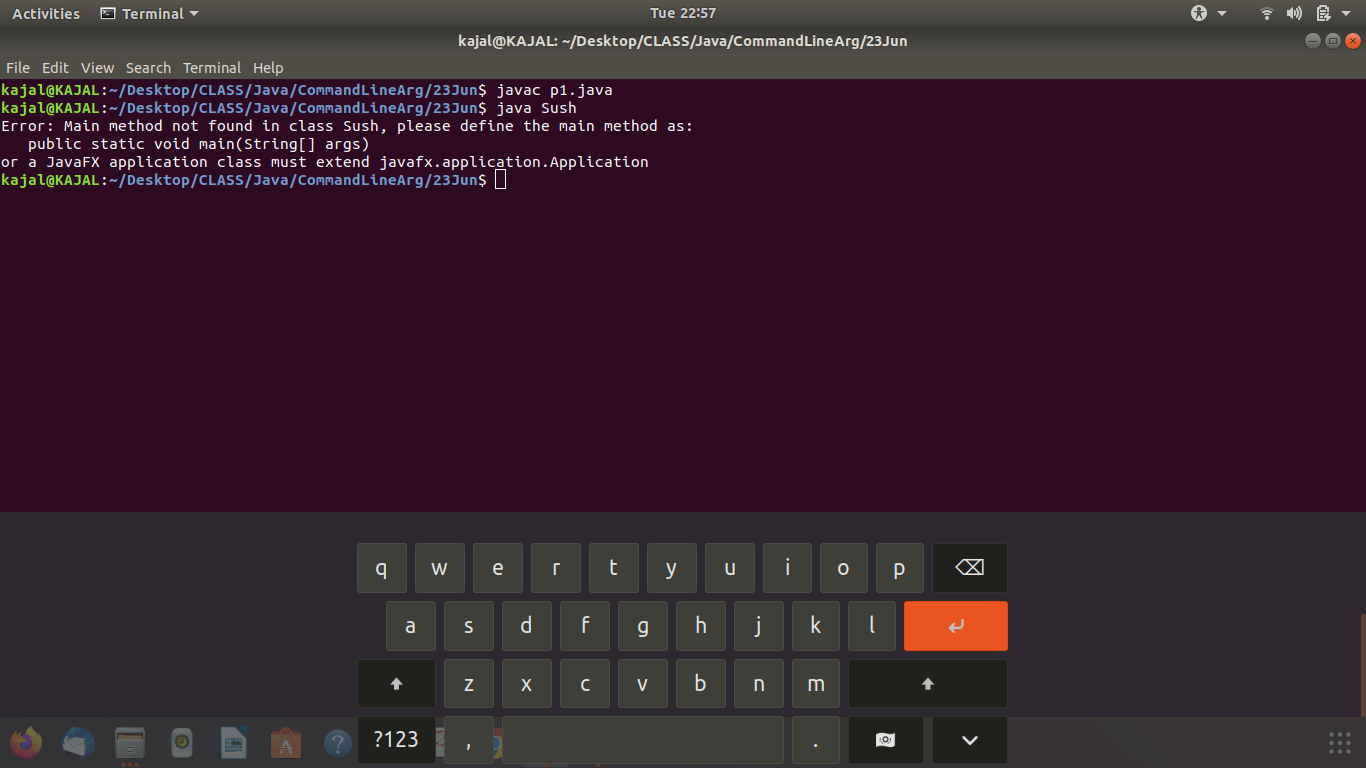 Activities Terminal Tue 22:57
kajal@KAJAL: ~/Desktop/CLASS/Java/CommandLineArg/23Jun
File Edit View Search Terminal Help
kajal@KAJAL:~/Desktop/CLASS/Java/CommandLineArg/23Jun$ javac p1.java
kajal@KAJAL:~/Desktop/CLASS/Java/CommandLineArg/23Jun$ java Sush
Error: Main method not found in class Sush, please define the main method as:
public static void main(String[] args)
or a JavaFX application class must extend javafx.application.Application
kajal@KAJAL:~/Desktop/CLASS/Java/CommandLineArg/23Jun$
q w e r t y u i o p
a s d f g h j k l
z x c v b n m
?123 , .